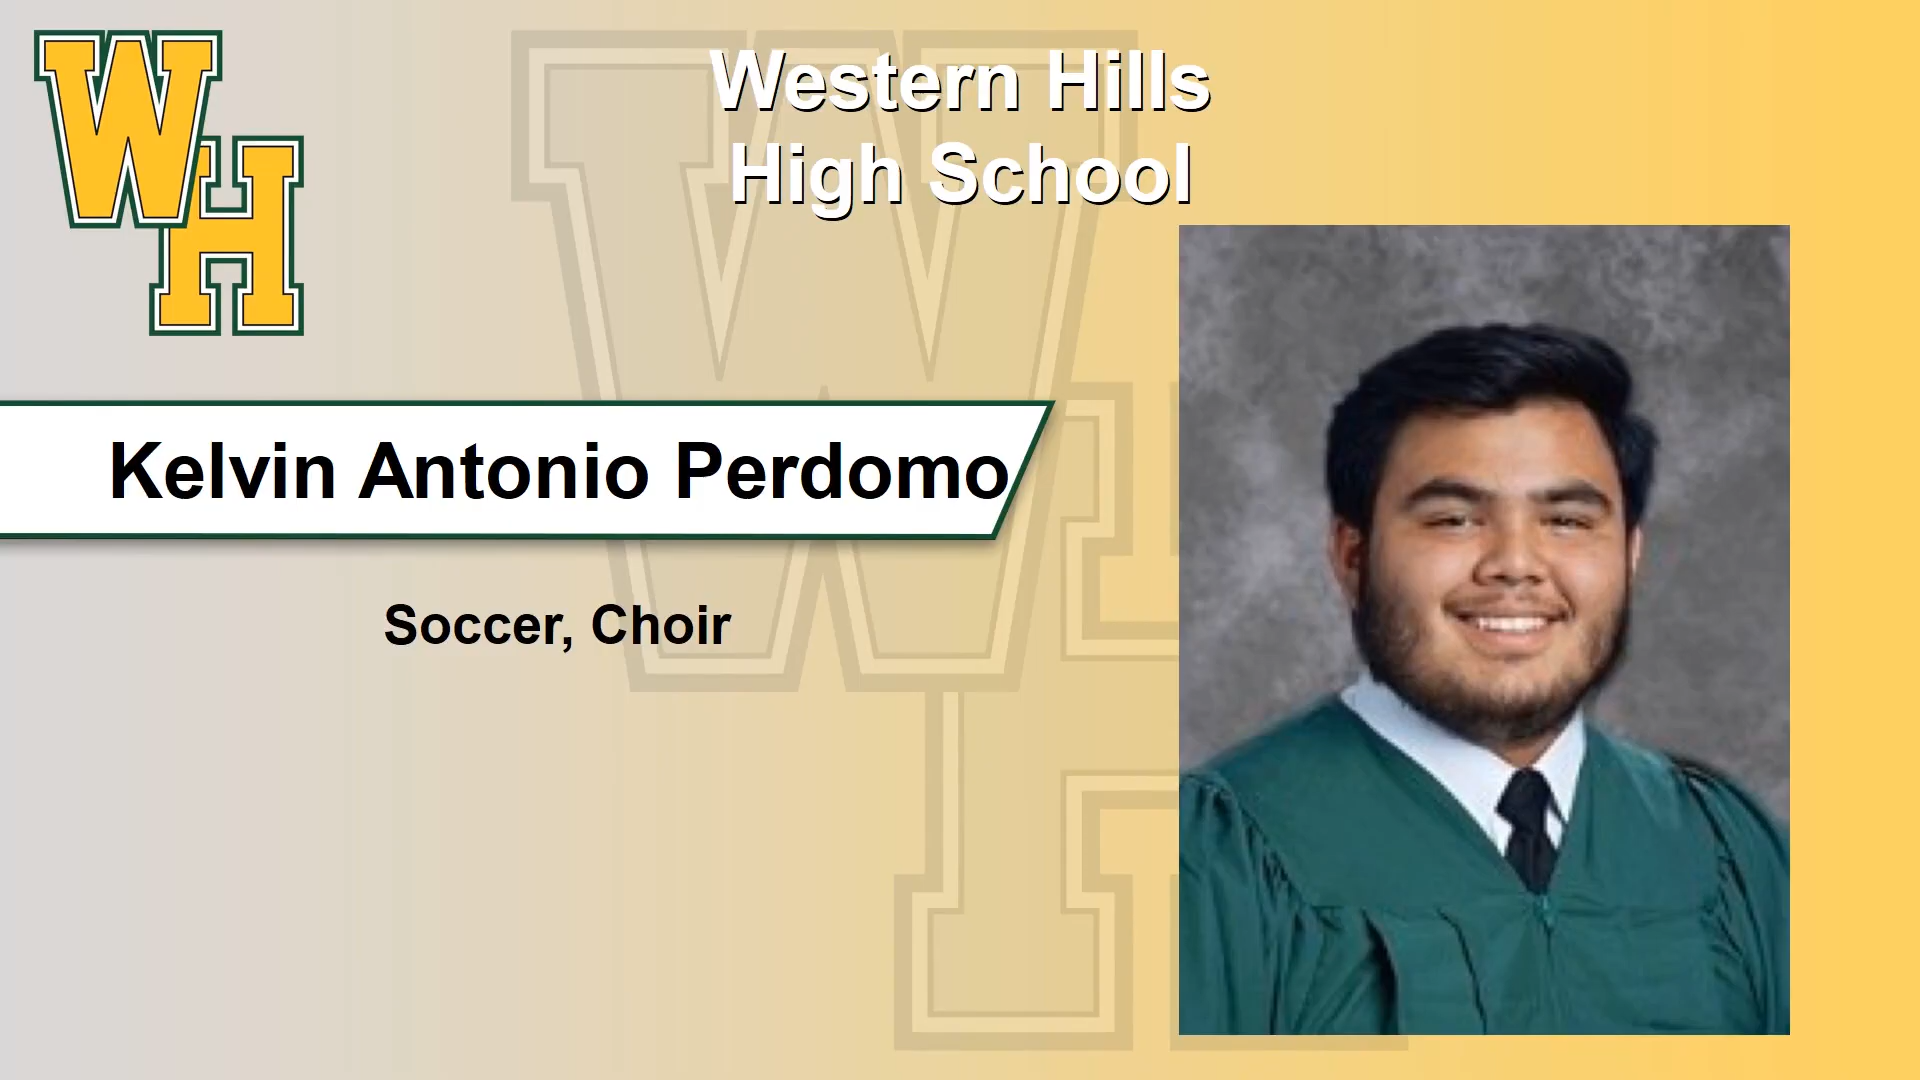 WH
Western Hills
High School
Kelvin Antonio Perdomo
Soccer, Choir